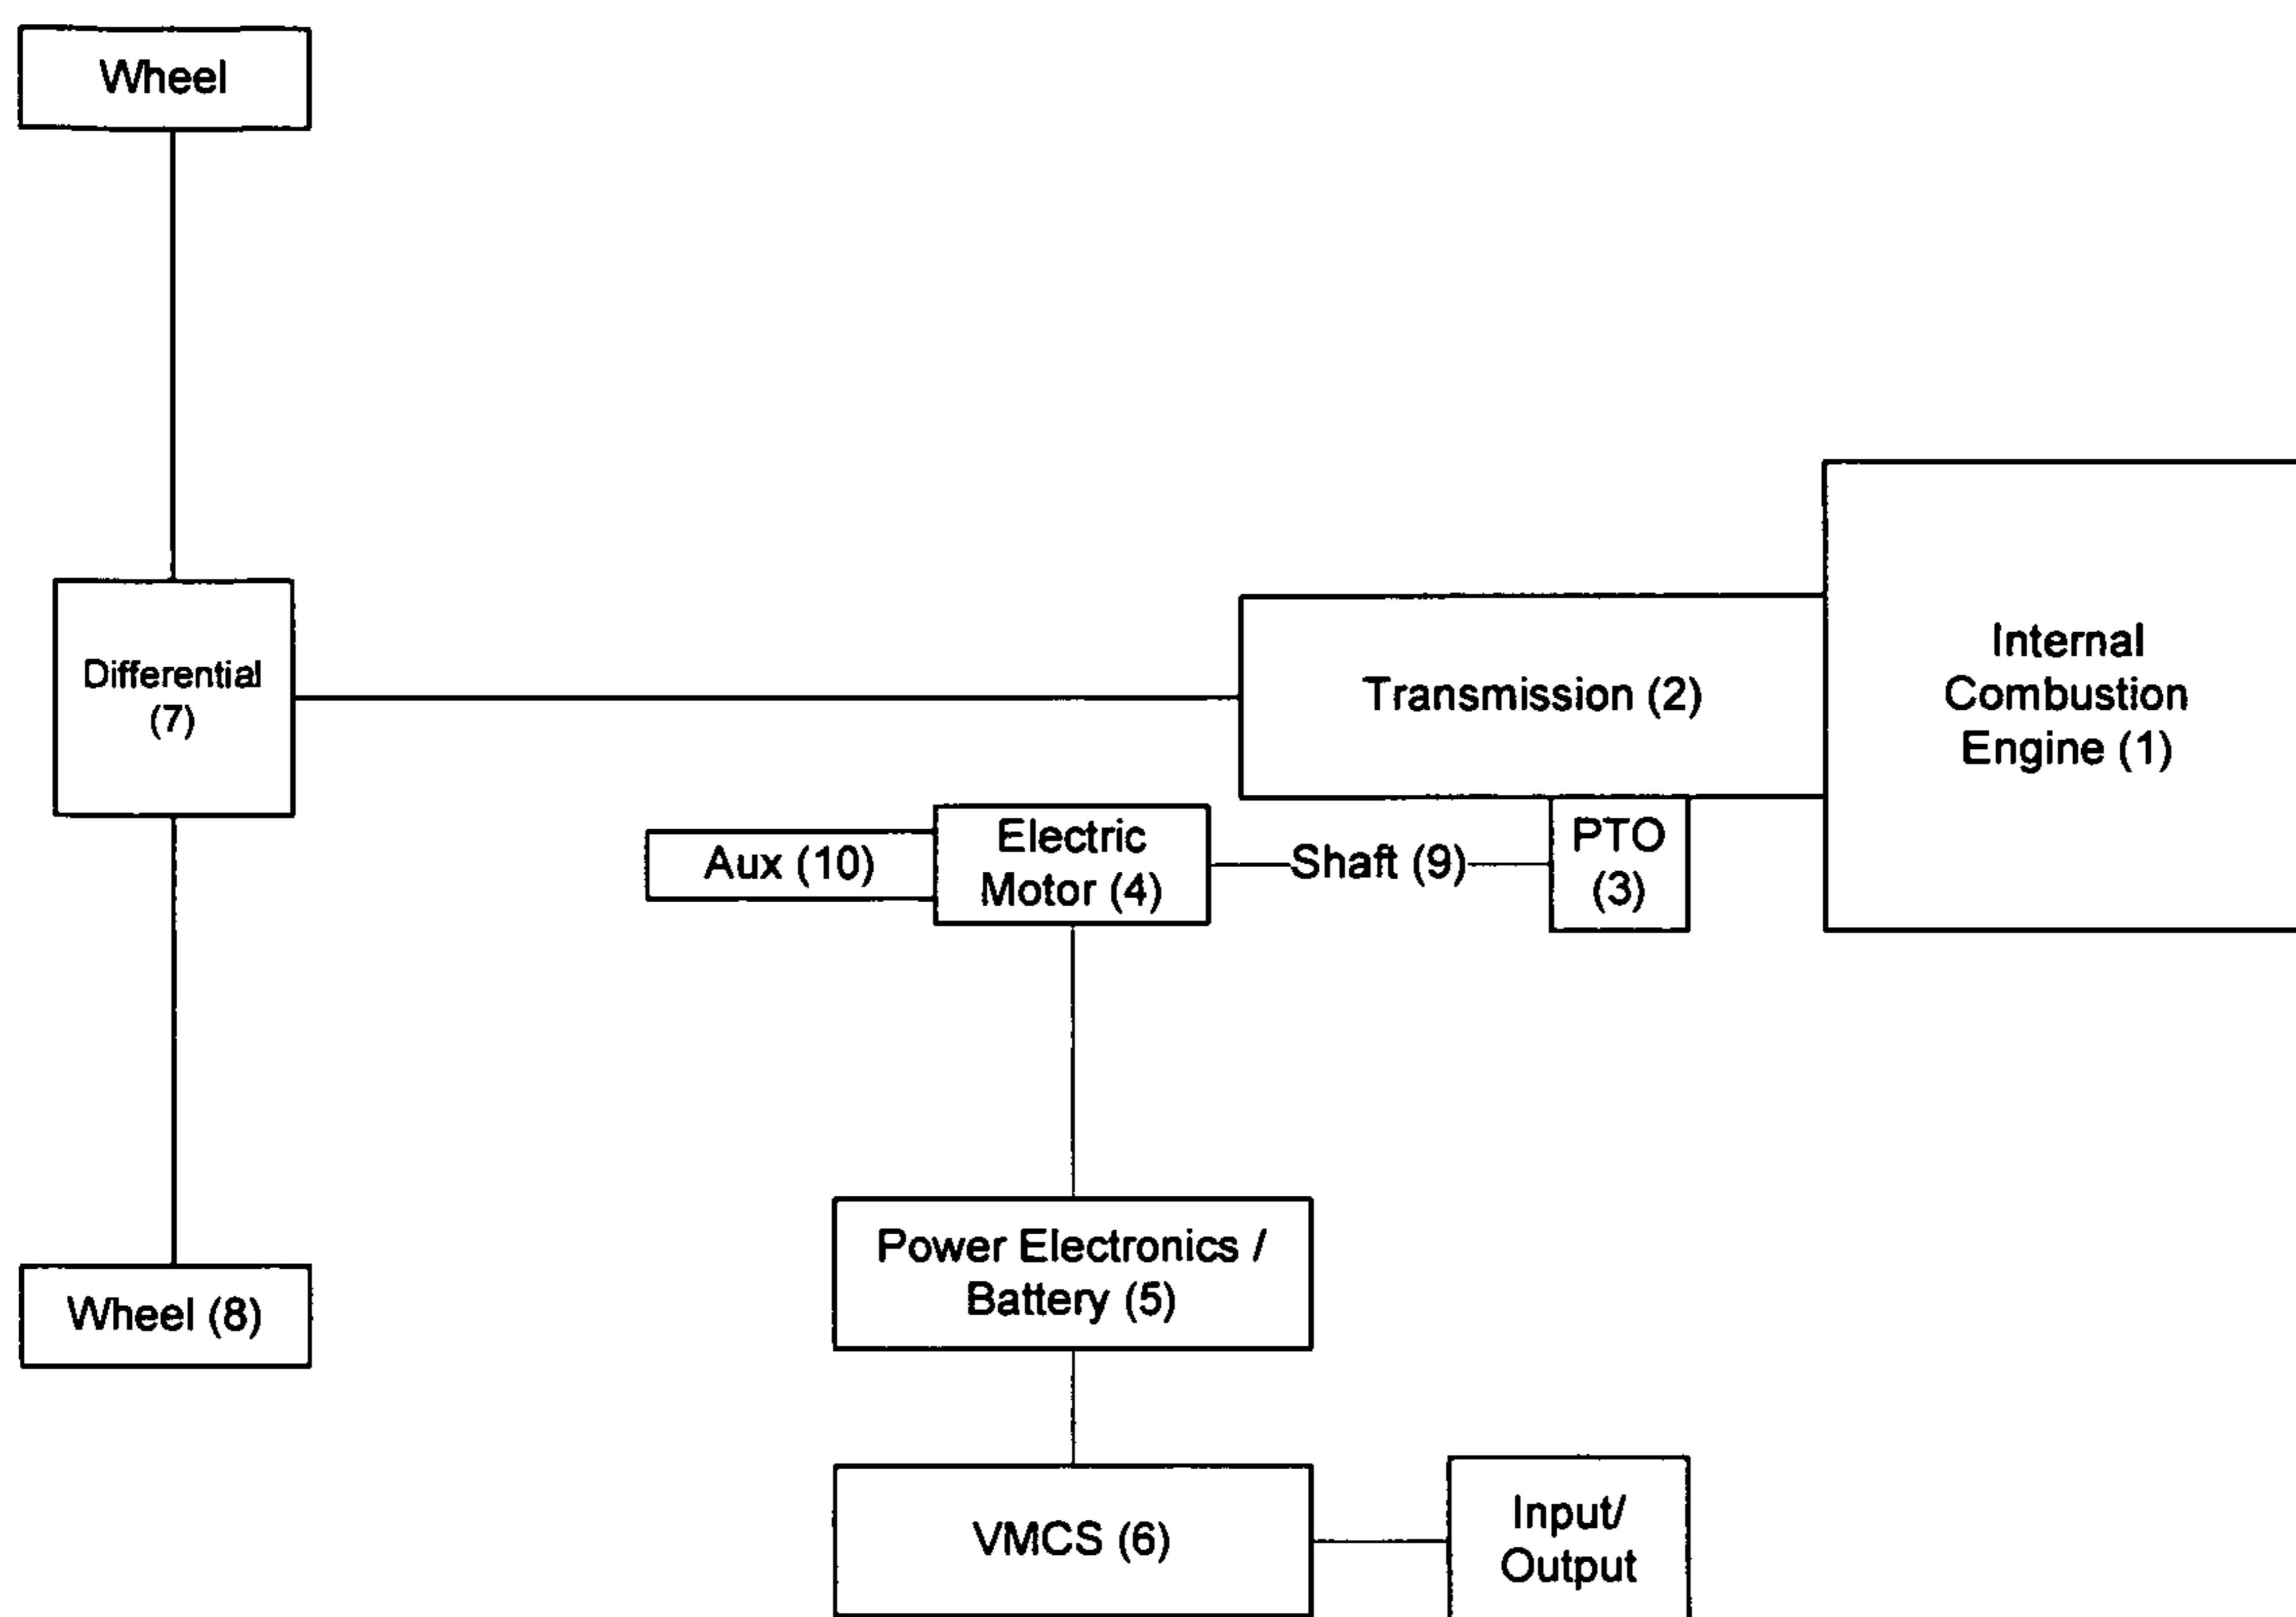 Wheel
Internal
Combustion
Engine (1)
Differential
(7)
Transmission (2)
Aux (10)
Electric
Motor (4)
Shaft (9)
PTO
(3)
Power Electronics /
Battery (5)
Wheel (8)
VMCS (6)
Input/
Output